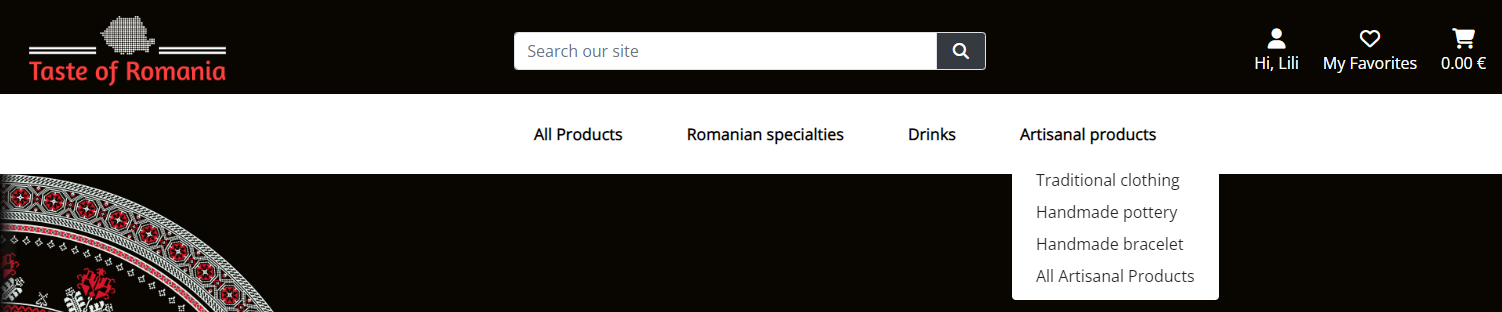 Taste of Romania
Search our site
Hi, Lili
My Favorites
0.00 €
All Products
Romanian specialties
Drinks
Artisanal products
Traditional clothing
Handmade pottery
Handmade bracelet
All Artisanal Products